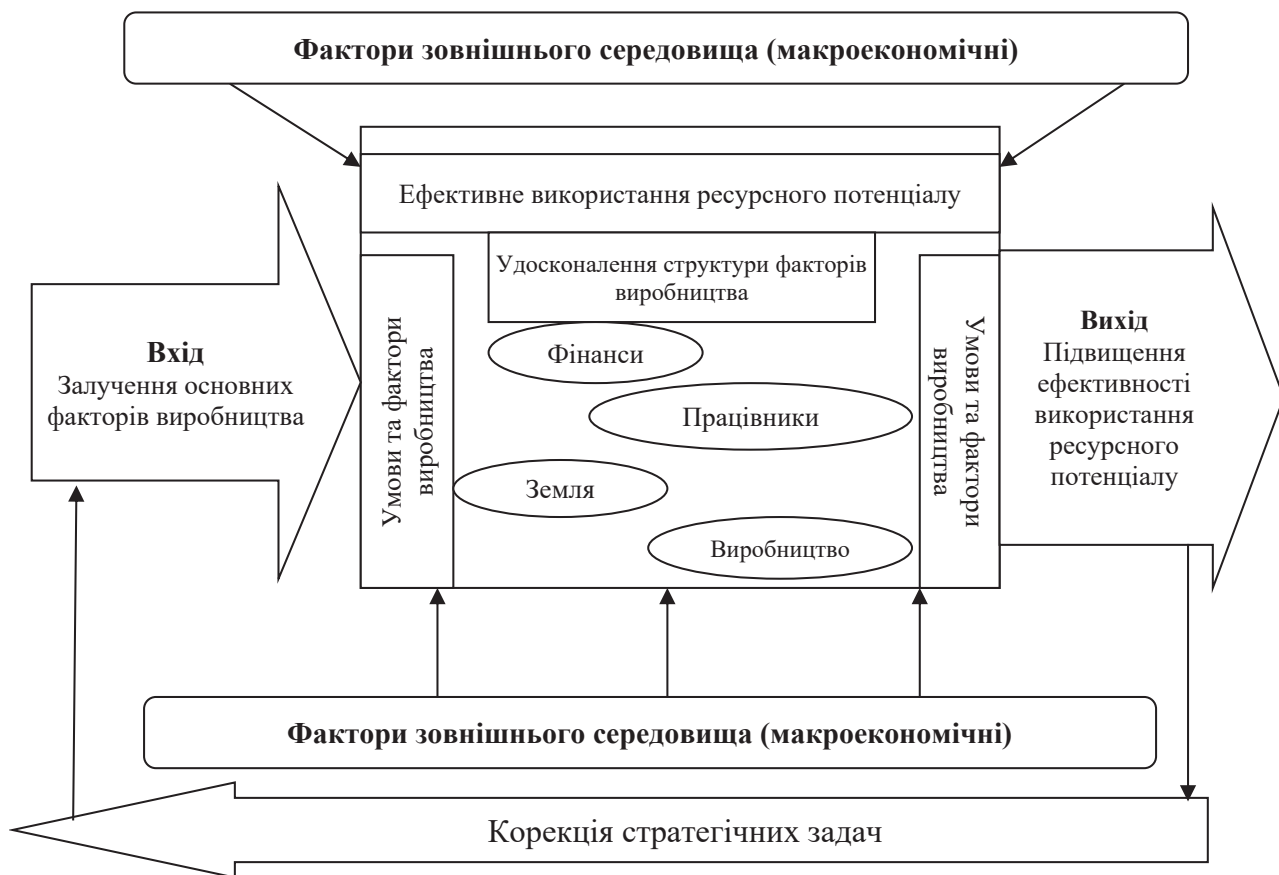 Фактори зовнішнього середовища (макроекономічні)
Ефективне використання ресурсного потенціалу
Удосконалення структури факторів
виробництва
Вхід
Залучення основних
факторів виробництва
Умови та фактори
виробництва
Фінанси
Працівники
Земля
Виробництво
Умови та фактори
виробництва
Вихід
Підвищення
ефективності
використання
ресурсного
потенціалу
Фактори зовнішнього середовища (макроекономічні)
Корекція стратегічних задач